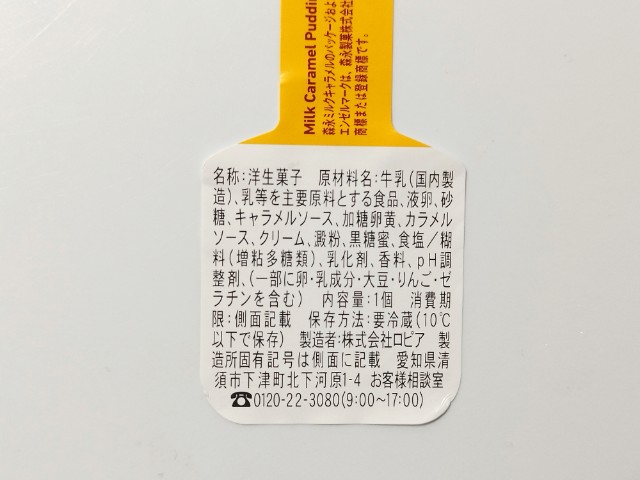 Milk Caramel Puddi
森永ミルクキャラメルのパッケージおよ
エンゼルマークは、森永製菓株式会社
商標または登録商標です。
名称:洋生菓子 原材料名:牛乳(国内製
造)、乳等を主要原料とする食品、液卵、砂
糖、キャラメルソース、加糖卵黄、カラメル
ソース、クリーム、澱粉、黒糖蜜、食塩/糊
料(増粘多糖類)、乳化剤、香料、pH調
整剤、(一部に卵・乳成分・大豆・りんご・ゼ
ラチンを含む) 内容量:1個 消費期
限:側面記載 保存方法:要冷蔵(10℃
以下で保存) 製造者:株式会社ロピア 製
造所固有記号は側面に記載 愛知県清
須市下津町北下河原1-4 お客様相談室
☎0120-22-3080(9:00〜17:00)